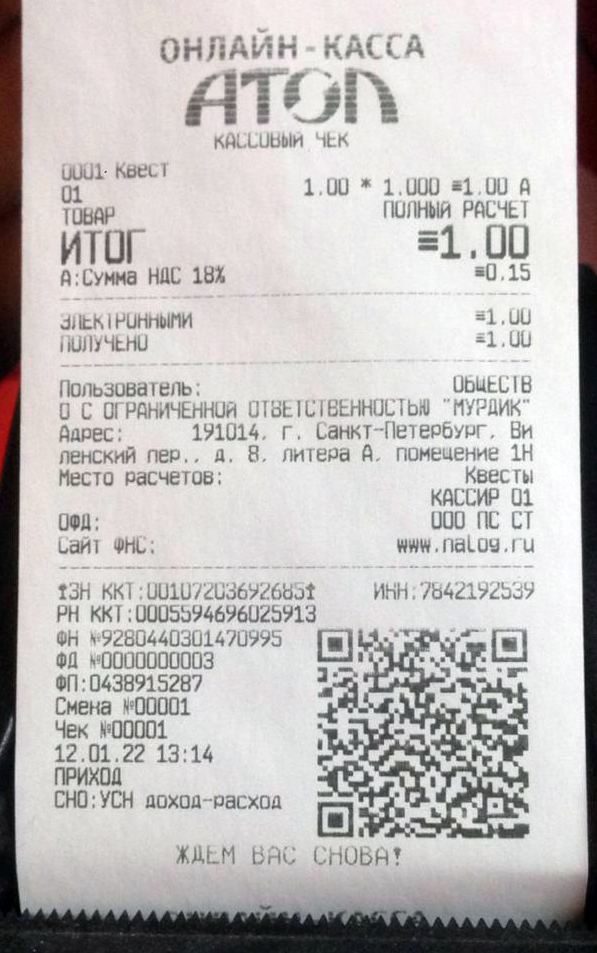 ОНЛАЙН-КАССА
АТОЛ
КАССОВЫЙ ЧЕК
0001 Квест
01 1.00 * 1.000 ≡1.00 А
ТОВАР ПОЛНЫЙ РАСЧЕТ
ИТОГ ≡1.00
А:Сумма НДС 18% ≡0.15
ЭЛЕКТРОННЫМИ ≡1.00
ПОЛУЧЕНО ≡1.00
Пользователь: ОБЩЕСТВ
О С ОГРАНИЧЕННОЙ ОТВЕТСТВЕННОСТЬЮ "МУРДИК"
Адрес: 191014, г. Санкт-Петербург, Ви
ленский пер., д. 8, литера А, помещение 1Н
Место расчетов: Квесты
КАССИР 01
ОФД: ООО ПС СТ
Сайт ФНС: www.nalog.ru
ЗН ККТ:00107203692685 ИНН:7842192539
РН ККТ:0005594696025913
ФН №9280440301470995
ФД №0000000003
ФП:0438915287
Смена №00001
Чек №00001
12.01.22 13:14
ПРИХОД
СНО:УСН доход-расход
ЖДЕМ ВАС СНОВА!